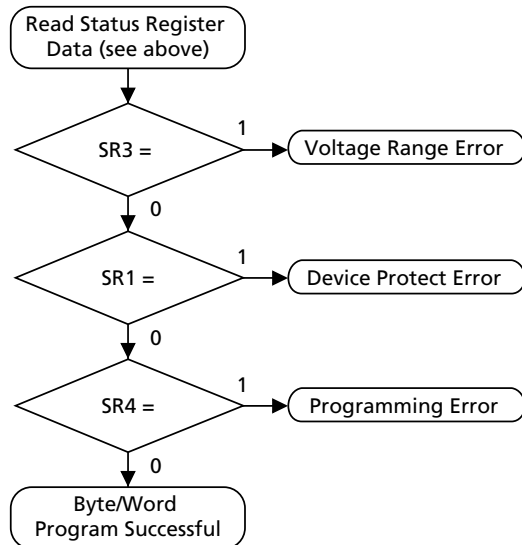 Read Status Register
Data (see above)
SR3 =
1
Voltage Range Error
0
SR1 =
1
Device Protect Error
0
SR4 =
1
Programming Error
0
Byte/Word
Program Successful